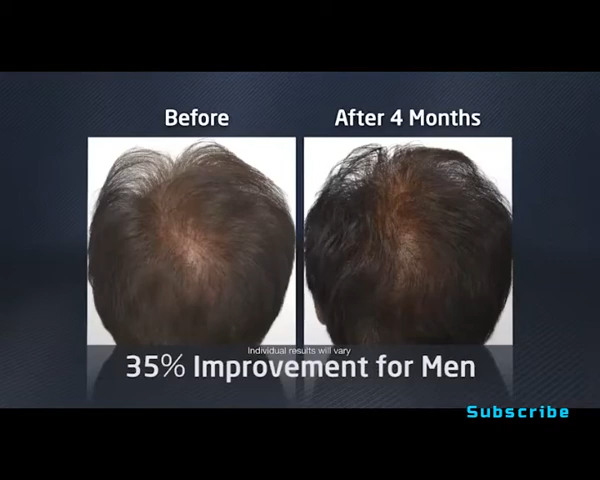 Before
After 4 Months
Individual results will vary
35% Improvement for Men
Subscribe